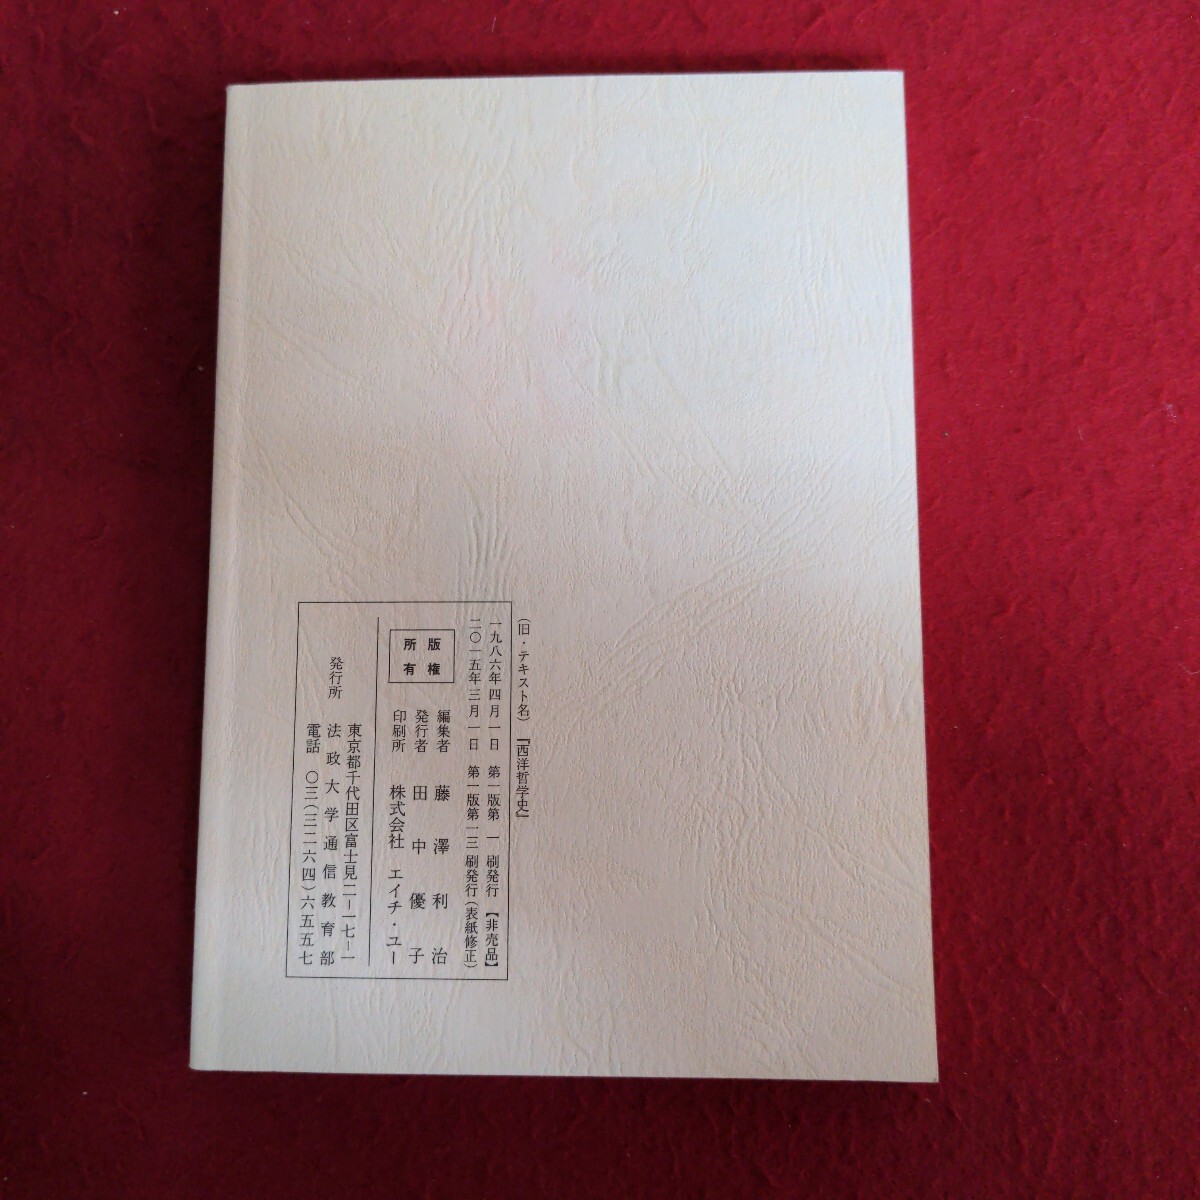 (旧・テキスト名)『西洋哲学史』
一九八六年四月一日 第一版第一刷発行【非売品】
二〇一五年三月一日 第一版第一三刷発行(表紙修正)
版権
所有
編集者 藤澤利治
発行者 田中優子
印刷所 株式会社 エイチ・ユー
東京都千代田区富士見二-一七-一
発行所 法政大学通信教育部
電話 〇三(三二六四)六五五七